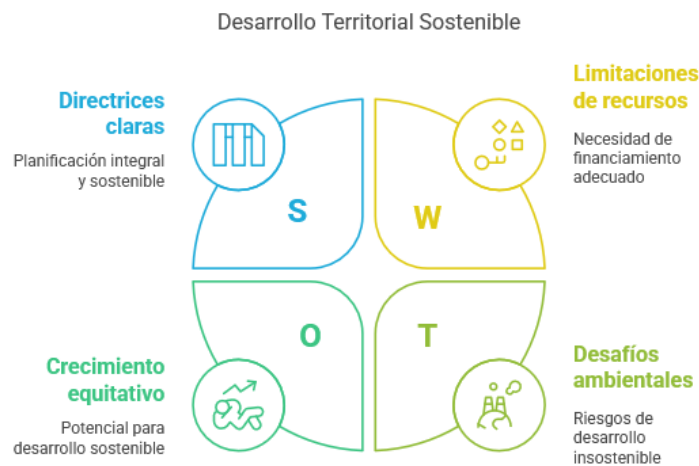 Desarrollo Territorial Sostenible
Directrices
claras
Planificación integral
y sostenible
Limitaciones
de recursos
Necesidad de
financiamiento
adecuado
S
W
O
T
Crecimiento
equitativo
Potencial para
desarrollo sostenible
Desafíos
ambientales
Riesgos de
desarrollo
insostenible